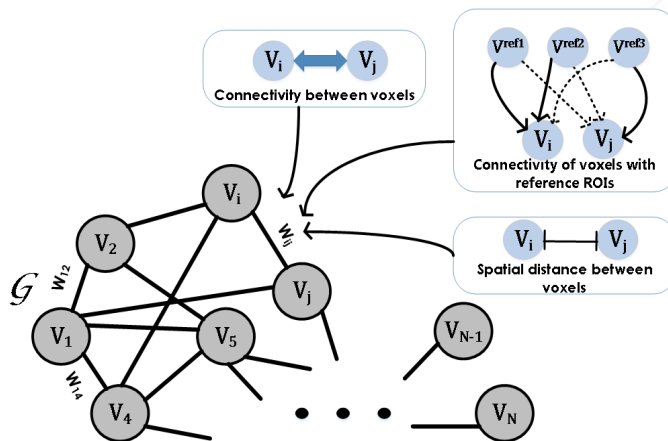 Vi Vj
Connectivity between voxels
Vref1 Vref2 Vref3
Vi Vj
Connectivity of voxels with
reference ROIs
Vi Vj
Spatial distance between
voxels
Vi
wij
V2
Vj
w12
G
V1
V5
VN-1
w14
V4
VN